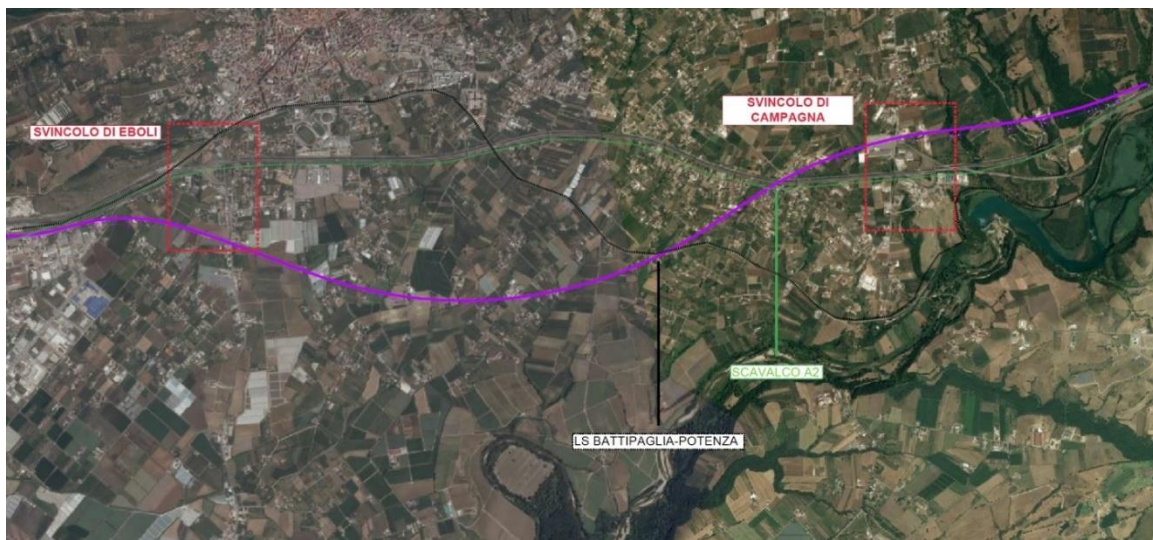 SVINCOLO DI EBOLI
SVINCOLO DI
CAMPAGNA
SCAVALCO A2
LS BATTIPAGLIA-POTENZA